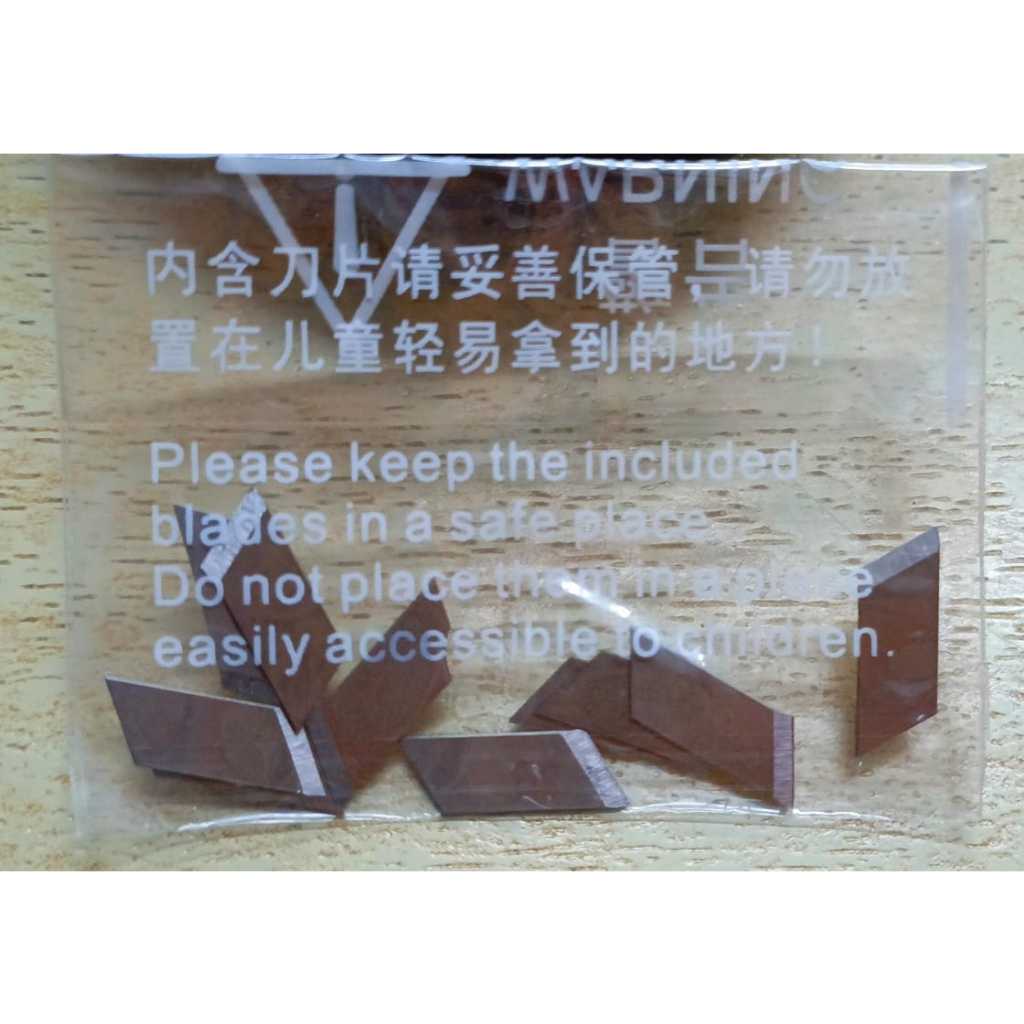 内含刀片请妥善保管，请勿放
置在儿童轻易拿到的地方！
Please keep the included
blades in a safe place
Do not place them in a place
easily accessible to children.